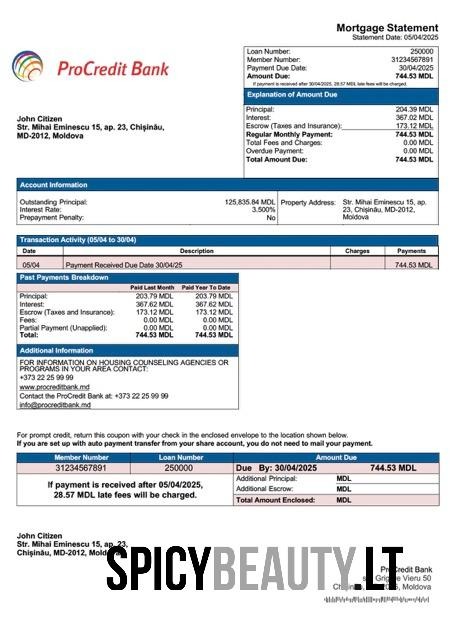 Mortgage Statement
Statement Date: 05/04/2025
ProCredit Bank
Loan Number: 250000
Member Number: 31234567891
Payment Due Date: 30/04/2025
Amount Due: 744.53 MDL
If payment is received after 30/04/2025, 28.57 MDL late fees will be charged.
Explanation of Amount Due
Principal: 204.39 MDL
Interest: 367.02 MDL
Escrow (Taxes and Insurance): 173.12 MDL
Regular Monthly Payment: 744.53 MDL
Total Fees and Charges: 0.00 MDL
Overdue Payment: 0.00 MDL
Total Amount Due: 744.53 MDL
John Citizen
Str. Mihai Eminescu 15, ap. 23, Chișinău,
MD-2012, Moldova
Account Information
Outstanding Principal: 125,835.84 MDL
Interest Rate: 3.500%
Prepayment Penalty: No
Property Address: Str. Mihai Eminescu 15, ap.
23, Chișinău, MD-2012,
Moldova
Transaction Activity (05/04 to 30/04)
Date Description Charges Payments
05/04 Payment Received Due Date 30/04/25 744.53 MDL
Past Payments Breakdown
Paid Last Month Paid Year To Date
Principal: 203.79 MDL 203.79 MDL
Interest: 367.62 MDL 367.62 MDL
Escrow (Taxes and Insurance): 173.12 MDL 173.12 MDL
Fees: 0.00 MDL 0.00 MDL
Partial Payment (Unapplied): 0.00 MDL 0.00 MDL
Total: 744.53 MDL 744.53 MDL
Additional Information
FOR INFORMATION ON HOUSING COUNSELING AGENCIES OR
PROGRAMS IN YOUR AREA CONTACT:
+373 22 25 99 99
www.procreditbank.md
Contact the ProCredit Bank at: +373 22 25 99 99
info@procreditbank.md
For prompt credit, return this coupon with your check in the enclosed envelope to the location shown below.
If you are set up with auto payment transfer from your share account, you do not need to mail your payment.
Member Number Loan Number Amount Due
31234567891 250000 Due By: 30/04/2025 744.53 MDL
If payment is received after 05/04/2025,
28.57 MDL late fees will be charged.
Additional Principal: MDL
Additional Escrow: MDL
Total Amount Enclosed: MDL
John Citizen
Str. Mihai Eminescu 15, ap. 23,
Chișinău, MD-2012, Moldova
SPICYBEAUTY.LT
ProCredit Bank
Grigore Vieru 50
Moldova